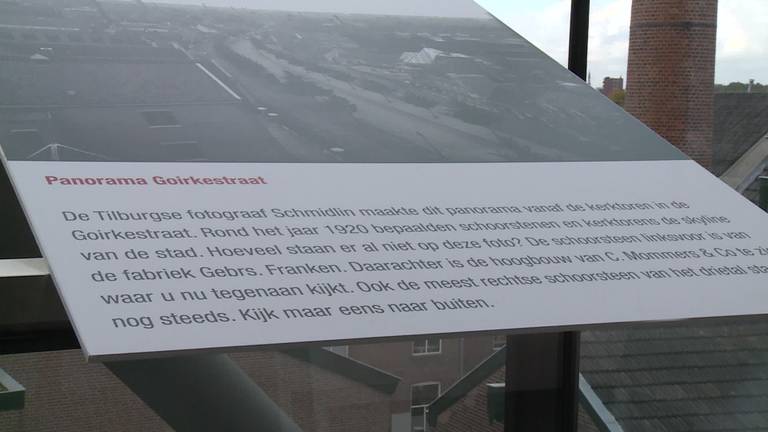 Panorama Goirkestraat
De Tilburgse fotograaf Schmidlin maakte dit panorama vanaf de kerktoren in de
Goirkestraat. Rond het jaar 1920 bepaalden schoorstenen en kerktorens de skyline
van de stad. Hoeveel staan er al niet op deze foto? De schoorsteen linksvoor is van
de fabriek Gebrs. Franken. Daarachter is de hoogbouw van C. Mommers & Co te zi
waar u nu tegenaan kijkt. Ook de meest rechtse schoorsteen van het drietal sta
nog steeds. Kijk maar eens naar buiten.